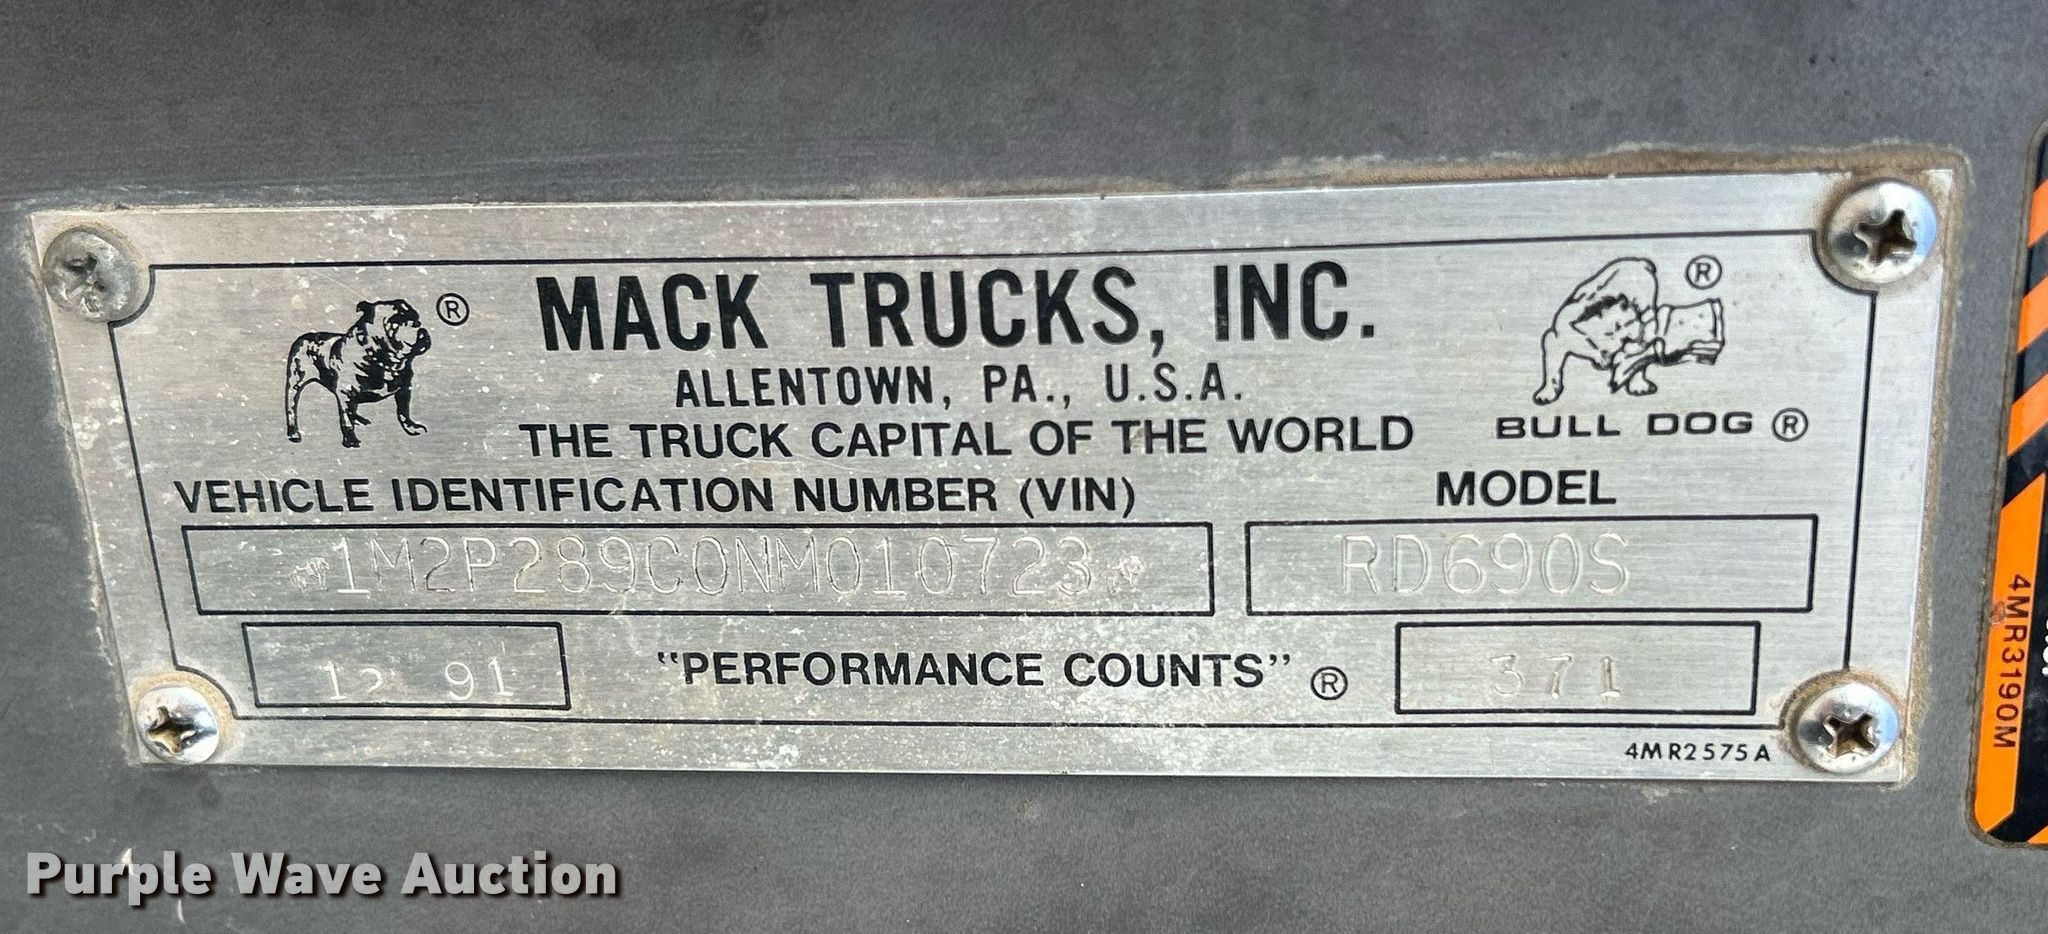 MACK TRUCKS, INC.
®
®
ALLENTOWN, PA., U.S.A.
THE TRUCK CAPITAL OF THE WORLD
BULL DOG ®
VEHICLE IDENTIFICATION NUMBER (VIN)
MODEL
1M2P289C0NM010723
RD690S
12 91
"PERFORMANCE COUNTS" ®
371
4MR2575A
4MR3190M
Purple Wave Auction